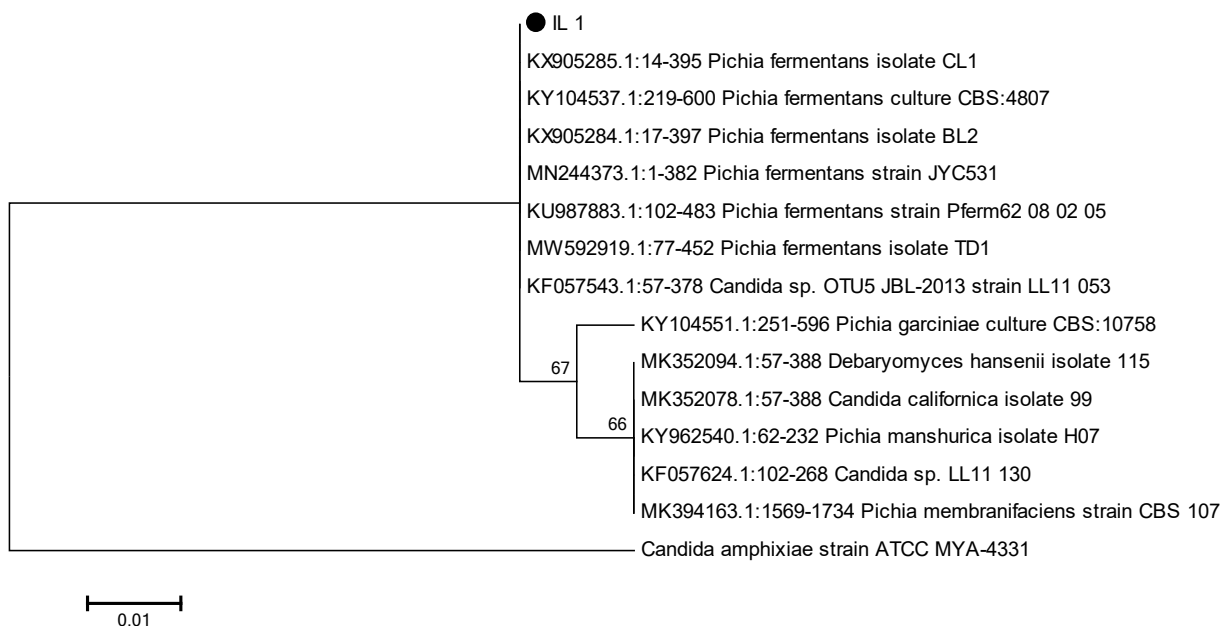 IL 1
KX905285.1:14-395 Pichia fermentans isolate CL1
KY104537.1:219-600 Pichia fermentans culture CBS:4807
KX905284.1:17-397 Pichia fermentans isolate BL2
MN244373.1:1-382 Pichia fermentans strain JYC531
KU987883.1:102-483 Pichia fermentans strain Pferm62 08 02 05
MW592919.1:77-452 Pichia fermentans isolate TD1
KF057543.1:57-378 Candida sp. OTU5 JBL-2013 strain LL11 053
KY104551.1:251-596 Pichia garciniae culture CBS:10758
67
MK352094.1:57-388 Debaryomyces hansenii isolate 115
MK352078.1:57-388 Candida californica isolate 99
66
KY962540.1:62-232 Pichia manshurica isolate H07
KF057624.1:102-268 Candida sp. LL11 130
MK394163.1:1569-1734 Pichia membranifaciens strain CBS 107
Candida amphixiae strain ATCC MYA-4331
0.01